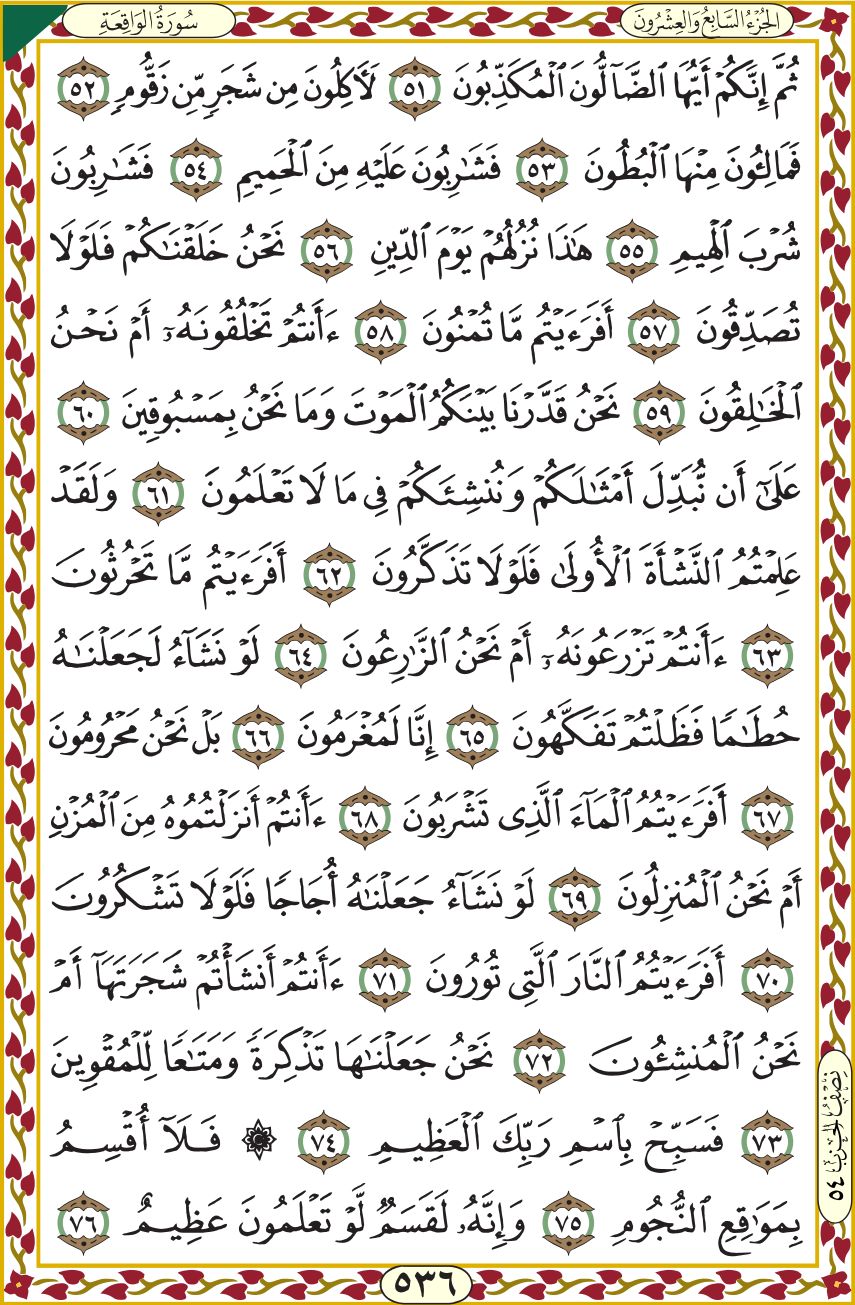 الجُزْءُ السَّابِعُ وَالعِشْرُونَ
سُورَةُ الوَاقِعَةِ
ثُمَّ إِنَّكُمْ أَيُّهَا ٱلضَّآلُّونَ ٱلْمُكَذِّبُونَ ٥١ لَأٓكِلُونَ مِن شَجَرٍ مِّن زَقُّومٍ ٥٢
فَمَالِـُٔونَ مِنْهَا ٱلْبُطُونَ ٥٣ فَشَٰرِبُونَ عَلَيْهِ مِنَ ٱلْحَمِيمِ ٥٤ فَشَٰرِبُونَ
شُرْبَ ٱلْهِيمِ ٥٥ هَٰذَا نُزُلُهُمْ يَوْمَ ٱلدِّينِ ٥٦ نَحْنُ خَلَقْنَٰكُمْ فَلَوْلَا
تُصَدِّقُونَ ٥٧ أَفَرَءَيْتُم مَّا تُمْنُونَ ٥٨ ءَأَنتُمْ تَخْلُقُونَهُۥٓ أَمْ نَحْنُ
ٱلْخَٰلِقُونَ ٥٩ نَحْنُ قَدَّرْنَا بَيْنَكُمُ ٱلْمَوْتَ وَمَا نَحْنُ بِمَسْبُوقِينَ ٦٠
عَلَىٰٓ أَن نُّبَدِّلَ أَمْثَٰلَكُمْ وَنُنشِئَكُمْ فِى مَا لَا تَعْلَمُونَ ٦١ وَلَقَدْ
عَلِمْتُمُ ٱلنَّشْأَةَ ٱلْأُولَىٰ فَلَوْلَا تَذَكَّرُونَ ٦٢ أَفَرَءَيْتُم مَّا تَحْرُثُونَ
٦٣ ءَأَنتُمْ تَزْرَعُونَهُۥٓ أَمْ نَحْنُ ٱلزَّٰرِعُونَ ٦٤ لَوْ نَشَآءُ لَجَعَلْنَٰهُ
حُطَٰمًا فَظَلْتُمْ تَفَكَّهُونَ ٦٥ إِنَّا لَمُغْرَمُونَ ٦٦ بَلْ نَحْنُ مَحْرُومُونَ
٦٧ أَفَرَءَيْتُمُ ٱلْمَآءَ ٱلَّذِى تَشْرَبُونَ ٦٨ ءَأَنتُمْ أَنزَلْتُمُوهُ مِنَ ٱلْمُزْنِ
أَمْ نَحْنُ ٱلْمُنزِلُونَ ٦٩ لَوْ نَشَآءُ جَعَلْنَٰهُ أُجَاجًا فَلَوْلَا تَشْكُرُونَ
٧٠ أَفَرَءَيْتُمُ ٱلنَّارَ ٱلَّتِى تُورُونَ ٧١ ءَأَنتُمْ أَنشَأْتُمْ شَجَرَتَهَآ أَمْ
نَحْنُ ٱلْمُنشِـُٔونَ ٧٢ نَحْنُ جَعَلْنَٰهَا تَذْكِرَةً وَمَتَٰعًا لِّلْمُقْوِينَ
٧٣ فَسَبِّحْ بِٱسْمِ رَبِّكَ ٱلْعَظِيمِ ٧٤ ۞ فَلَآ أُقْسِمُ
بِمَوَٰقِعِ ٱلنُّجُومِ ٧٥ وَإِنَّهُۥ لَقَسَمٌ لَّوْ تَعْلَمُونَ عَظِيمٌ ٧٦
نِصْفُ الحِزْبِ ٥٤
٥٣٦